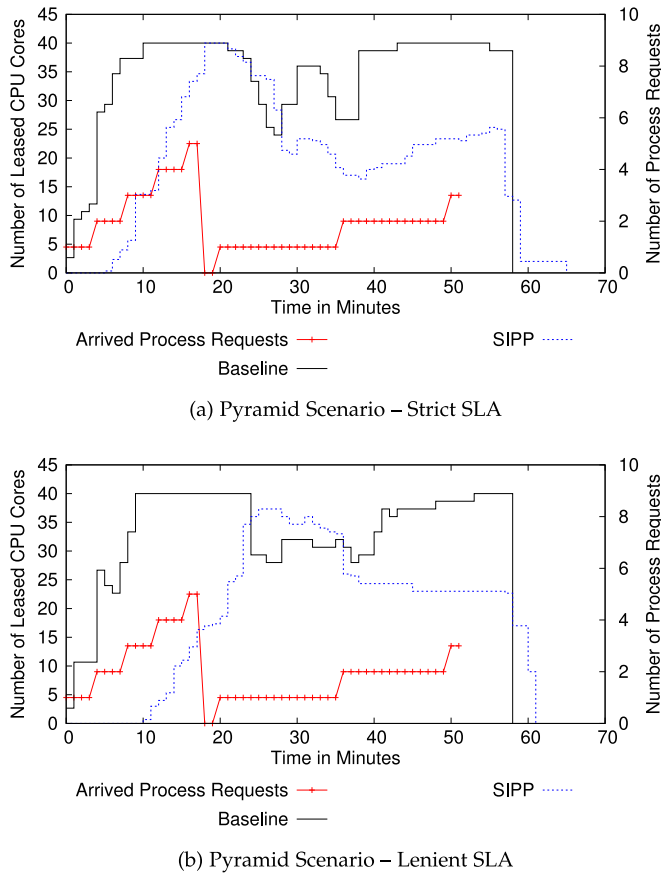 Number of Leased CPU Cores
45
40
35
30
25
20
15
10
5
0
10
8
6
4
2
0
Number of Process Requests
0 10 20 30 40 50 60 70
Time in Minutes
Arrived Process Requests
SIPP
Baseline
(a) Pyramid Scenario – Strict SLA
Number of Leased CPU Cores
45
40
35
30
25
20
15
10
5
0
10
8
6
4
2
0
Number of Process Requests
0 10 20 30 40 50 60 70
Time in Minutes
Arrived Process Requests
SIPP
Baseline
(b) Pyramid Scenario – Lenient SLA